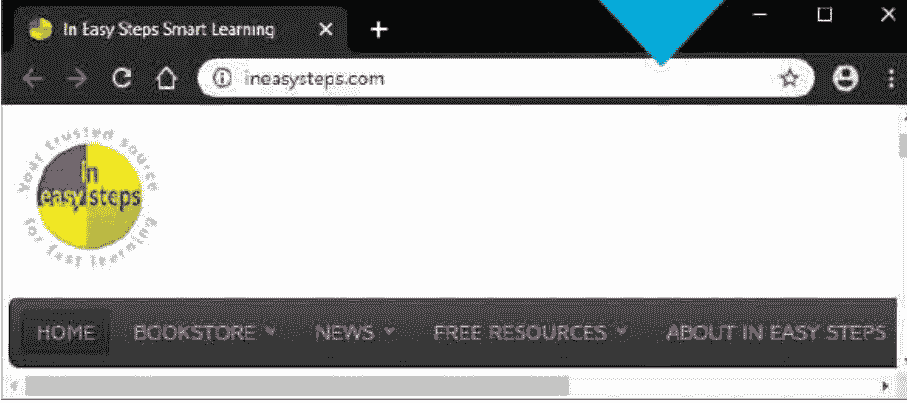 In Easy Steps Smart Learning
ineasysteps.com
Your trusted source
In
easy steps
for fast learning
HOME BOOKSTORE NEWS FREE RESOURCES ABOUT IN EASY STEPS